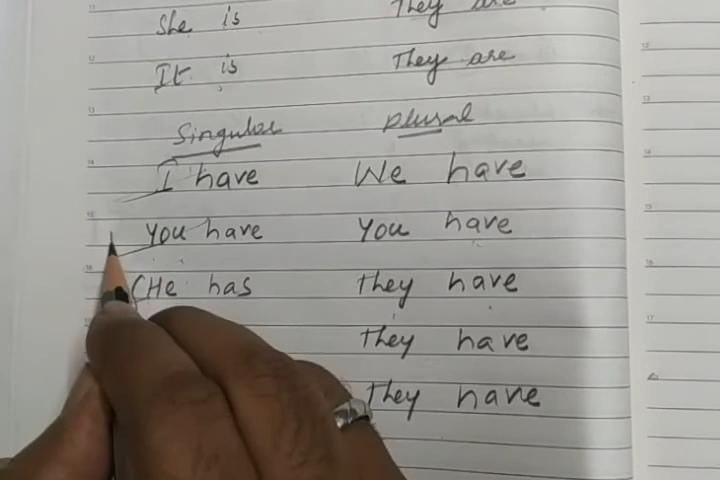 She is They are
It is They are
Singular plural
I have We have
You have You have
He has they have
they have
they have